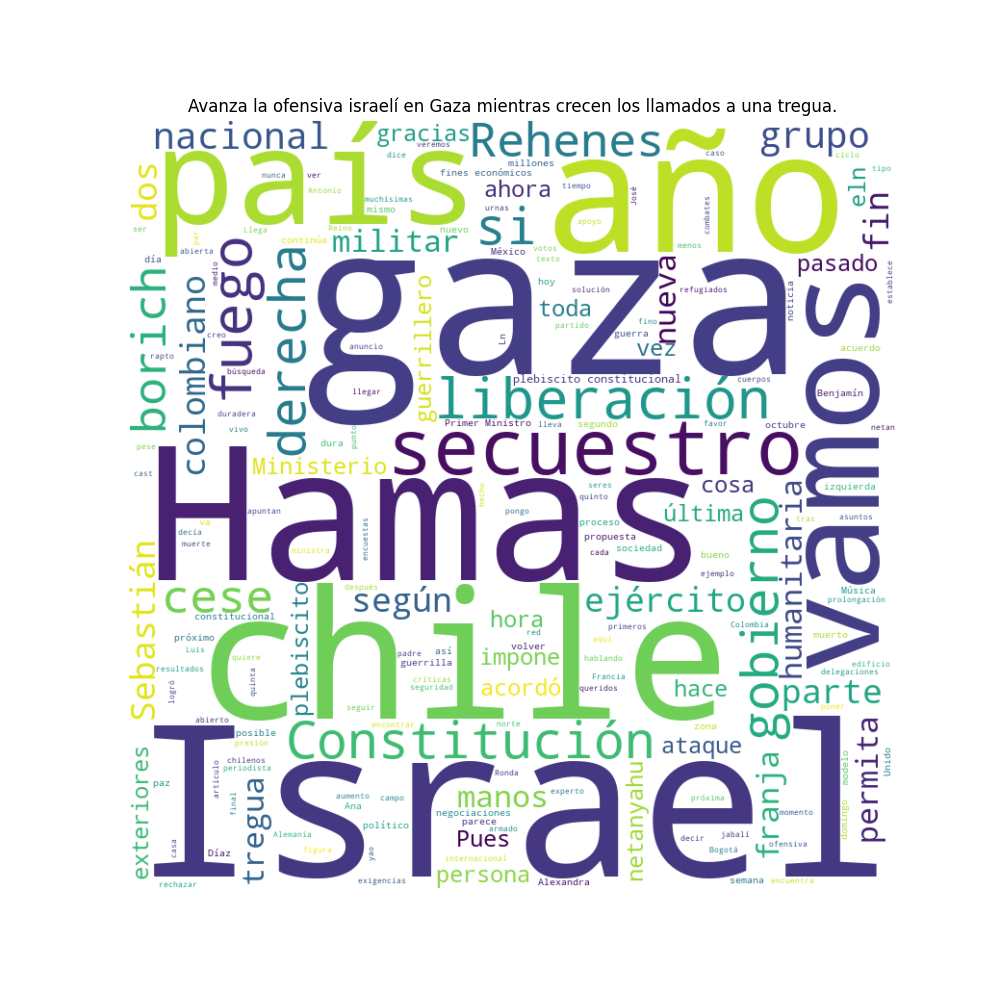 Avanza la ofensiva israelí en Gaza mientras crecen los llamados a una tregua.
nacional
gracias
veremos
dice
Rehenes
caso
grupo
ciclo
país
año
dos
nunca
ver
Antonio
muchísimas
mismo
millones
fines económicos
ahora
tiempo
urnas
José
combates
eln
tipo
fin
ser
Llega
Reino
nuevo
si
apoyo
par
abierta
continúa
militar
México
votos
texto
menos
día
medio
fuego
derecha
gaza
nueva
pasado
vamos
establece
borich
colombiano
guerrillero
hoy
solución
refugiados
noticia
toda
partido
fino
guerra
creo
Ln
vez
acuerdo
rapto
búsqueda
anuncio
llegar
plebiscito constitucional
cuerpos
Benjamín
duradera
vivo
liberación
Primer Ministro
lleva
segundo
favor
octubre
netan
pese
dura
punto
secuestro
cast
Ministerio
Hamas
cosa
izquierda
seres
quinto
hecho
apuntan
pongo
proceso
propuesta
última
humanitaria
gobierno
va
decía
muerte
ministra
encuestas
cada
sociedad
bueno
tras
asuntos
ejemplo
Sebastián
cese
después
según
ejército
Música
prolongación
constitucional
plebiscito
chile
hora
red
primeros
Colombia
muerto
próximo
Luis
padre
así
volver
aquí
resultados
quiere
guerrilla
impone
hablando
edificio
delegaciones
logró
quinta
críticas
seguridad
acordó
Francia
queridos
hace
parte
seguir
poner
abierto
encontrar
norte
zona
posible
presión
Constitución
ataque
permita
exteriores
paz
chilenos
periodista
artículo
Israel
Ronda
experto
netanyahu
franja
modelo
Unido
tregua
final
aumento
Ana
campo
manos
próxima
momento
domingo
político
negociaciones
parece
armado
Alemania
Pues
decir
jabalí
casa
Díaz
figura
yao
internacional
Bogotá
ofensiva
rechazar
exigencias
persona
Alexandra
semana
encuentra